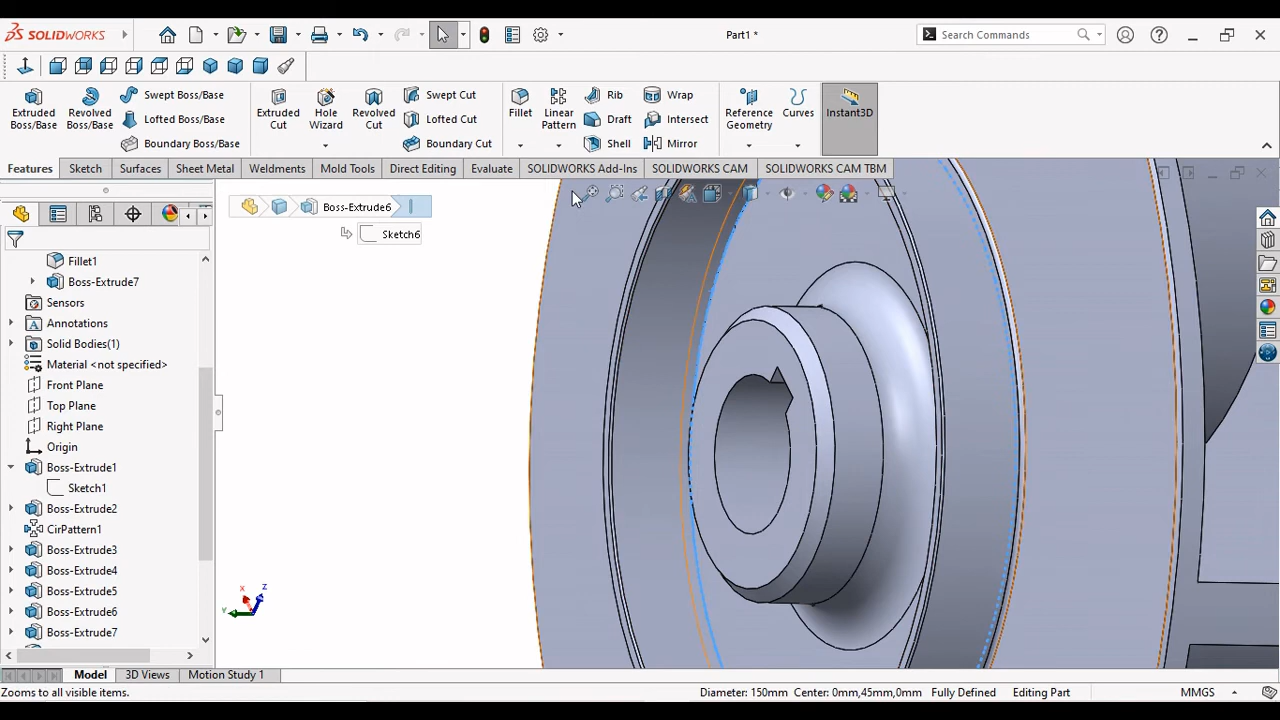 SOLIDWORKS
Part1 *
Search Commands
Extruded Boss/Base
Revolved Boss/Base
Swept Boss/Base
Lofted Boss/Base
Boundary Boss/Base
Extruded Cut
Hole Wizard
Revolved Cut
Swept Cut
Lofted Cut
Boundary Cut
Fillet
Linear Pattern
Rib
Draft
Shell
Wrap
Intersect
Mirror
Reference Geometry
Curves
Instant3D
Features Sketch Surfaces Sheet Metal Weldments Mold Tools Direct Editing Evaluate SOLIDWORKS Add-Ins SOLIDWORKS CAM SOLIDWORKS CAM TBM
Boss-Extrude6
Sketch6
Fillet1
Boss-Extrude7
Sensors
Annotations
Solid Bodies(1)
Material <not specified>
Front Plane
Top Plane
Right Plane
Origin
Boss-Extrude1
Sketch1
Boss-Extrude2
CirPattern1
Boss-Extrude3
Boss-Extrude4
Boss-Extrude5
Boss-Extrude6
Boss-Extrude7
X Z
Y
Model 3D Views Motion Study 1
Zooms to all visible items. Diameter: 150mm Center: 0mm,45mm,0mm Fully Defined Editing Part MMGS